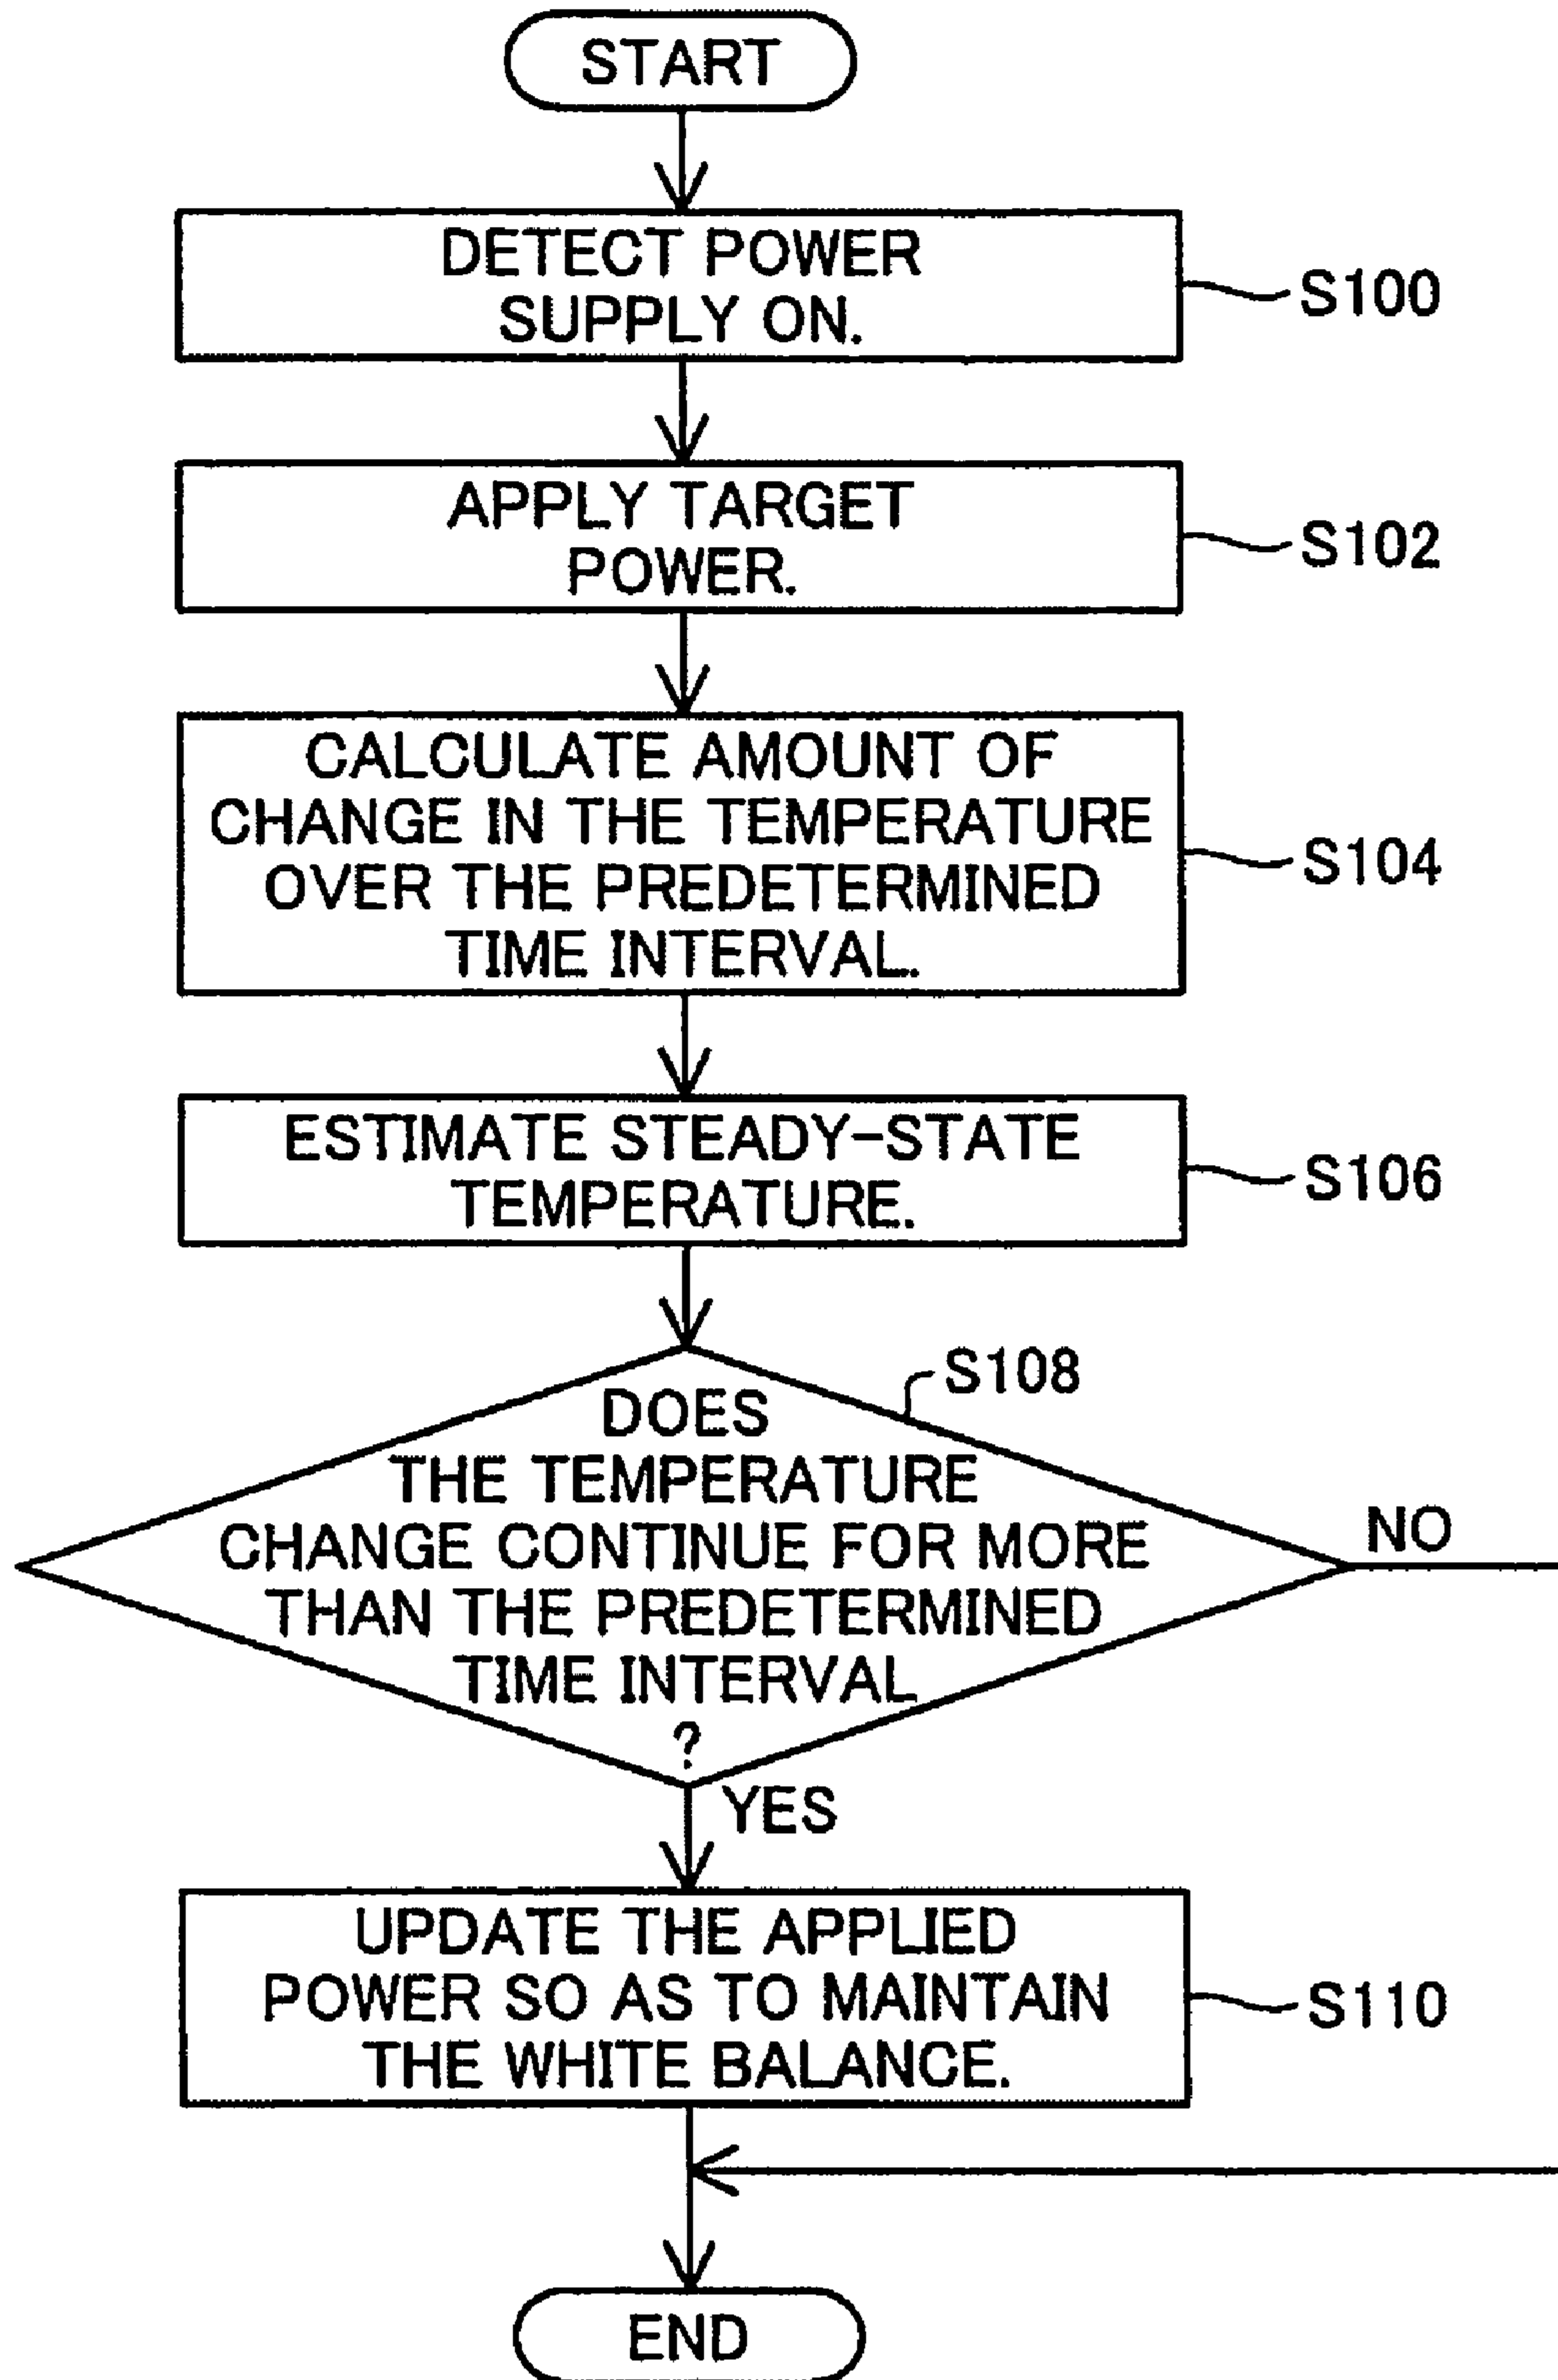 START
DETECT POWER
SUPPLY ON.
S100
APPLY TARGET
POWER.
S102
CALCULATE AMOUNT OF
CHANGE IN THE TEMPERATURE
OVER THE PREDETERMINED
TIME INTERVAL.
S104
ESTIMATE STEADY-STATE
TEMPERATURE.
S106
S108
DOES
THE TEMPERATURE
CHANGE CONTINUE FOR MORE
THAN THE PREDETERMINED
TIME INTERVAL
?
NO
YES
UPDATE THE APPLIED
POWER SO AS TO MAINTAIN
THE WHITE BALANCE.
S110
END